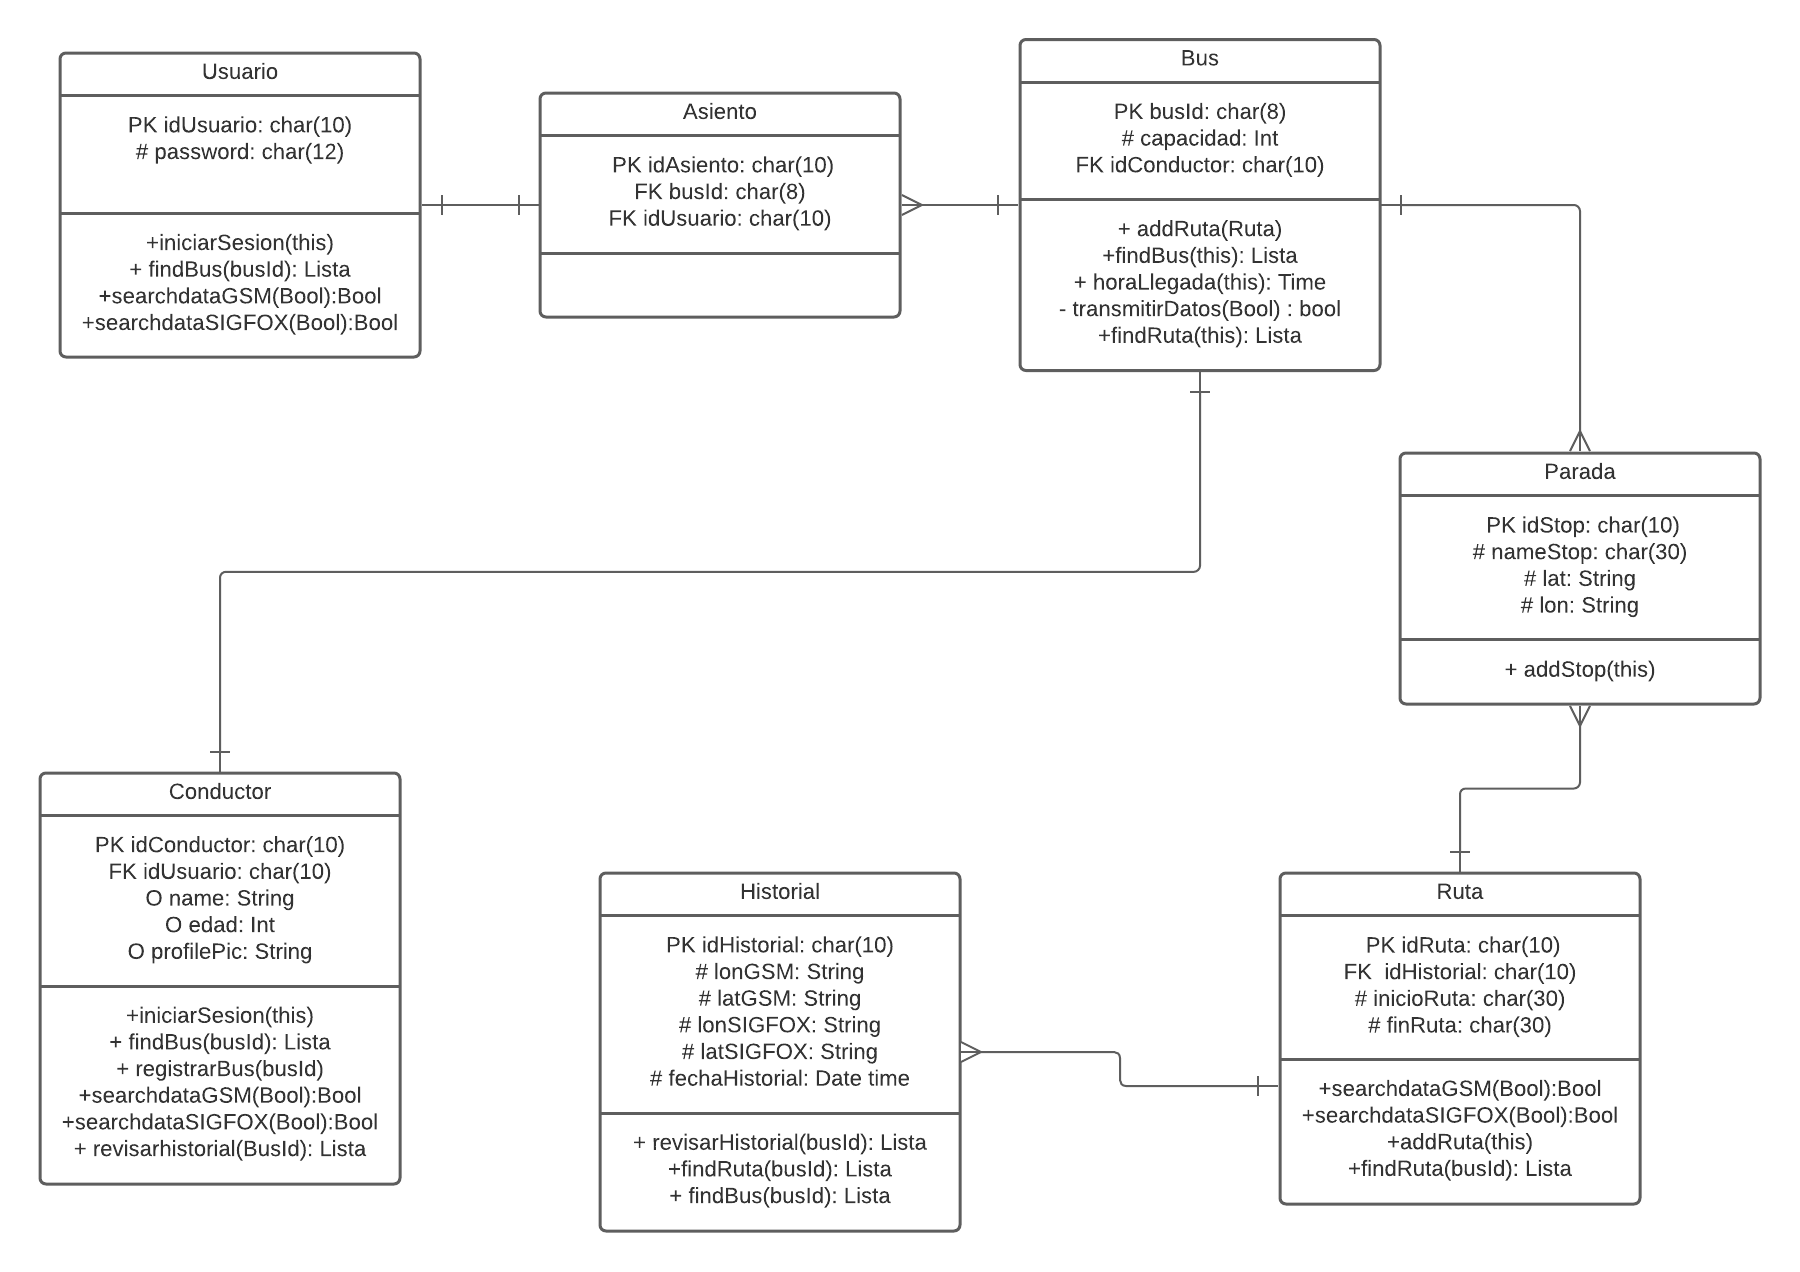 Usuario
PK idUsuario: char(10)
# password: char(12)
+iniciarSesion(this)
+ findBus(busId): Lista
+searchdataGSM(Bool):Bool
+searchdataSIGFOX(Bool):Bool
Asiento
PK idAsiento: char(10)
FK busId: char(8)
FK idUsuario: char(10)
Bus
PK busId: char(8)
# capacidad: Int
FK idConductor: char(10)
+ addRuta(Ruta)
+findBus(this): Lista
+ horaLlegada(this): Time
- transmitirDatos(Bool) : bool
+findRuta(this): Lista
Parada
PK idStop: char(10)
# nameStop: char(30)
# lat: String
# lon: String
+ addStop(this)
Conductor
PK idConductor: char(10)
FK idUsuario: char(10)
O name: String
O edad: Int
O profilePic: String
+iniciarSesion(this)
+ findBus(busId): Lista
+ registrarBus(busId)
+searchdataGSM(Bool):Bool
+searchdataSIGFOX(Bool):Bool
+ revisarhistorial(BusId): Lista
Historial
PK idHistorial: char(10)
# lonGSM: String
# latGSM: String
# lonSIGFOX: String
# latSIGFOX: String
# fechaHistorial: Date time
+ revisarHistorial(busId): Lista
+findRuta(busId): Lista
+ findBus(busId): Lista
Ruta
PK idRuta: char(10)
FK  idHistorial: char(10)
# inicioRuta: char(30)
# finRuta: char(30)
+searchdataGSM(Bool):Bool
+searchdataSIGFOX(Bool):Bool
+addRuta(this)
+findRuta(busId): Lista